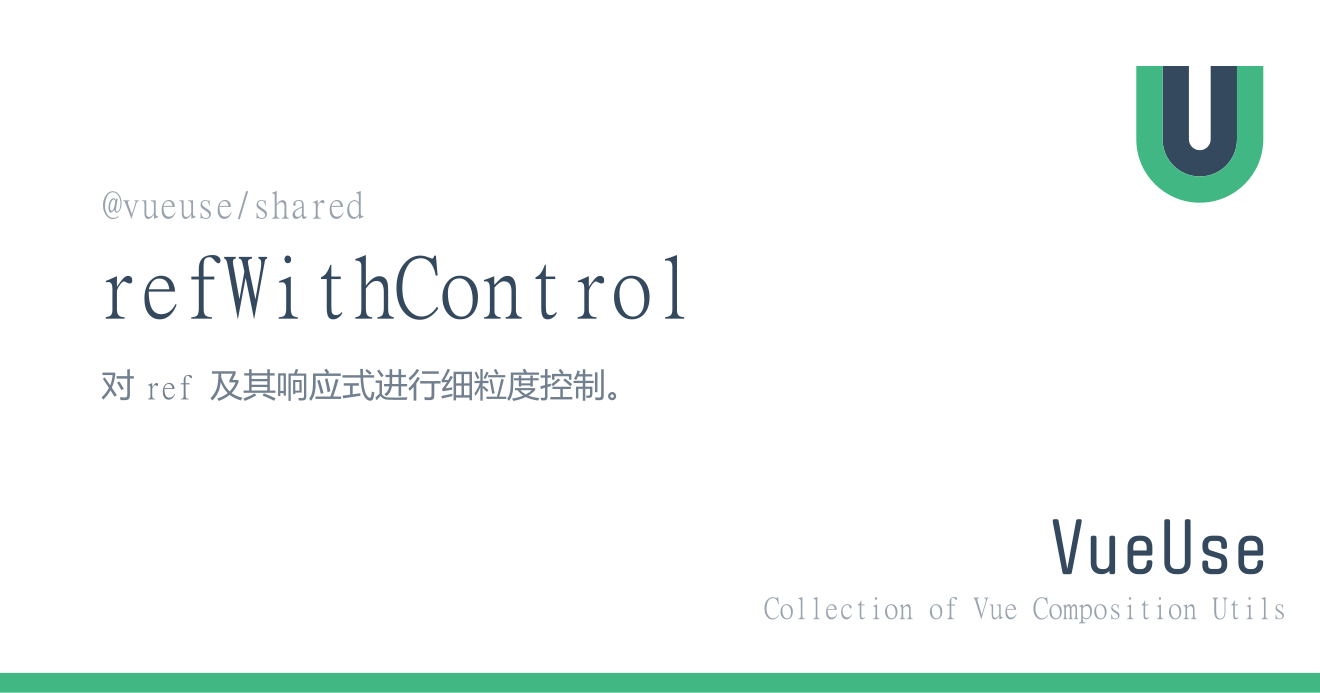 @vueuse/shared
refWithControl
对 ref 及其响应式进行细粒度控制。
VueUse
Collection of Vue Composition Utils